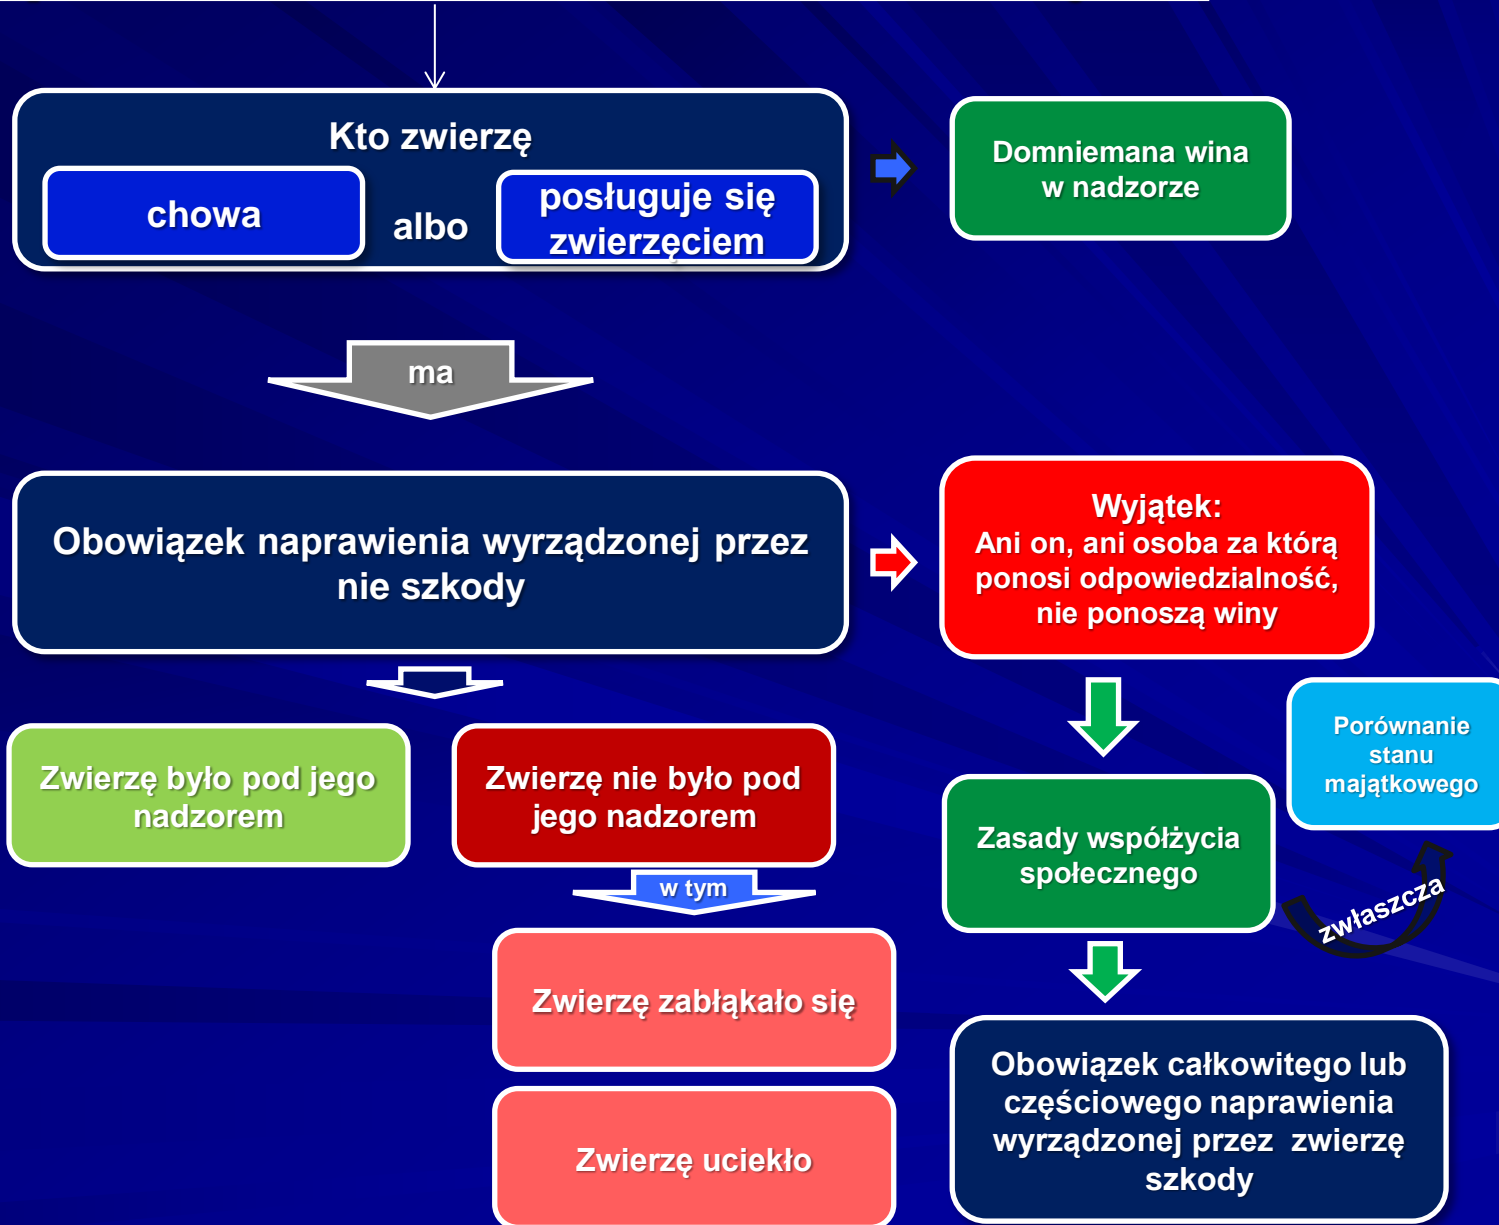 Kto zwierzę
chowa
albo
posługuje się
zwierzęciem
Domniemana wina
w nadzorze
ma
Obowiązek naprawienia wyrządzonej przez
nie szkody
Wyjątek:
Ani on, ani osoba za którą
ponosi odpowiedzialność,
nie ponoszą winy
Zwierzę było pod jego
nadzorem
Zwierzę nie było pod
jego nadzorem
w tym
Zwierzę zabłąkało się
Zwierzę uciekło
Zasady współżycia
społecznego
zwłaszcza
Porównanie
stanu
majątkowego
Obowiązek całkowitego lub
częściowego naprawienia
wyrządzonej przez  zwierzę
szkody